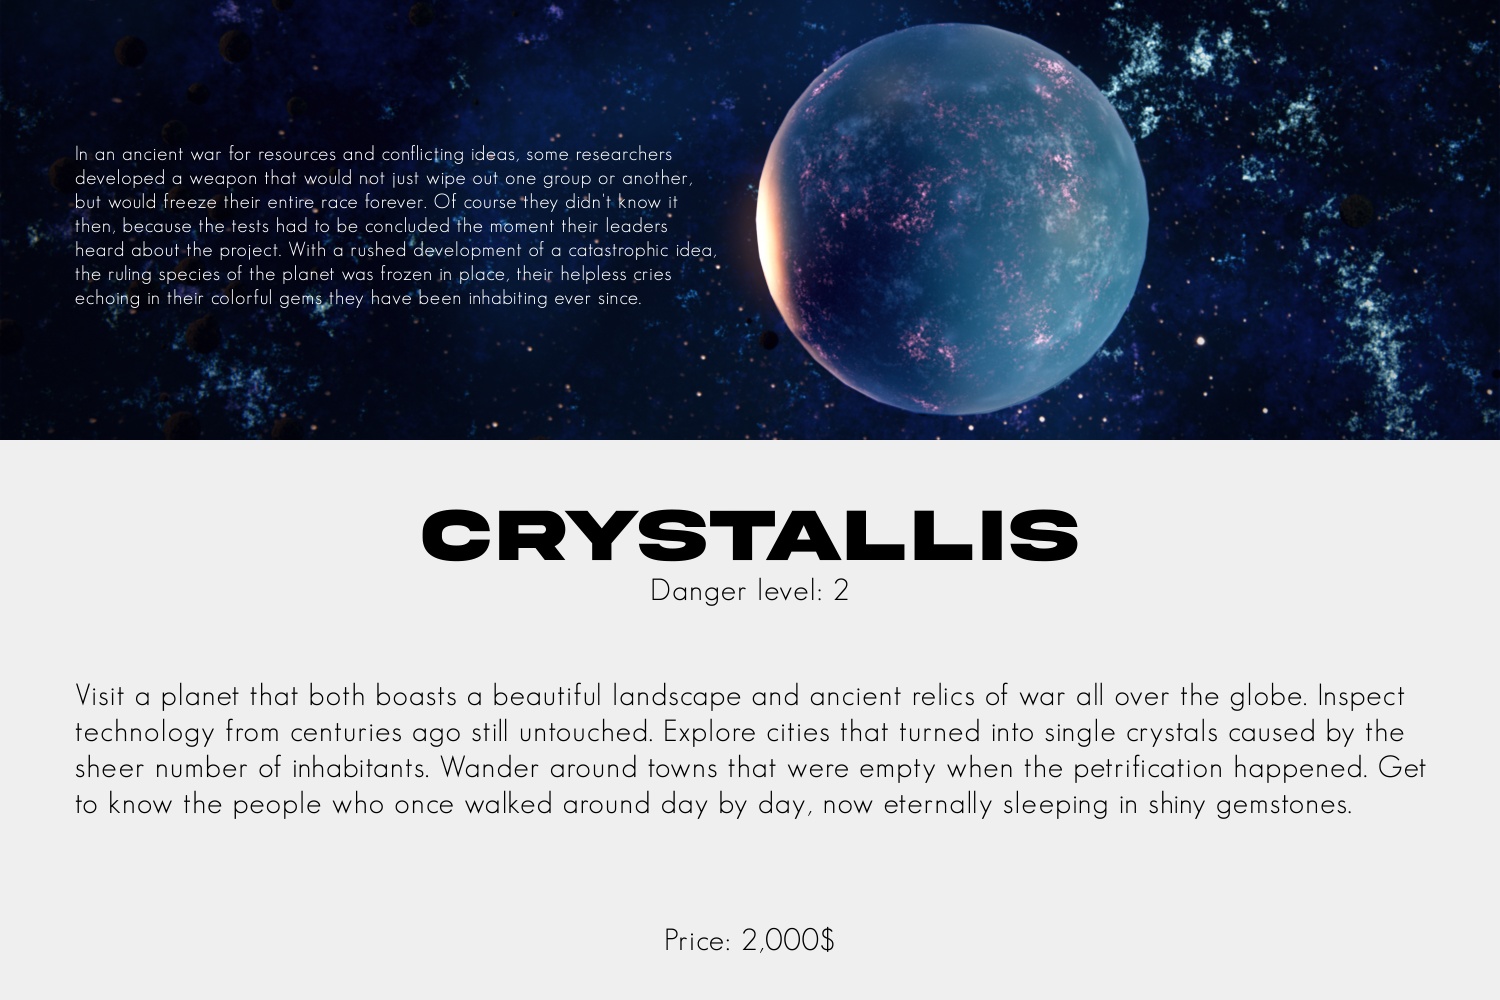 In an ancient war for resources and conflicting ideas, some researchers
developed a weapon that would not just wipe out one group or another,
but would freeze their entire race forever. Of course they didn't know it
then, because the tests had to be concluded the moment their leaders
heard about the project. With a rushed development of a catastrophic idea,
the ruling species of the planet was frozen in place, their helpless cries
echoing in their colorful gems they have been inhabiting ever since.
CRYSTALLIS
Danger level: 2
Visit a planet that both boasts a beautiful landscape and ancient relics of war all over the globe. Inspect
technology from centuries ago still untouched. Explore cities that turned into single crystals caused by the
sheer number of inhabitants. Wander around towns that were empty when the petrification happened. Get
to know the people who once walked around day by day, now eternally sleeping in shiny gemstones.
Price: 2,000$